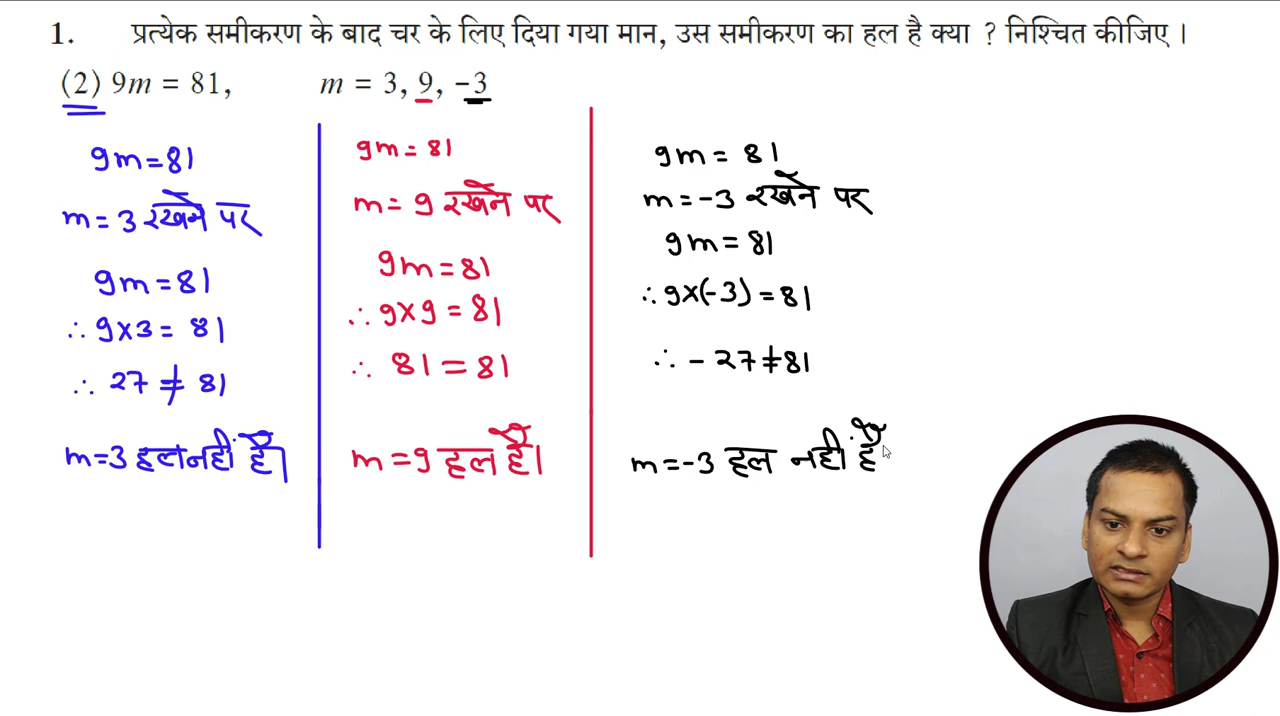 1. प्रत्येक समीकरण के बाद चर के लिए दिया गया मान, उस समीकरण का हल है क्या ? निश्चित कीजिए ।
(2) 9m = 81, m = 3, 9, -3
9m = 81
m = 3 रखने पर
9m = 81
∴ 9×3 = 81
∴ 27 ≠ 81
m=3 हल नहीं है।
9m = 81
m = 9 रखने पर
9m = 81
∴ 9×9 = 81
∴ 81 = 81
m = 9 हल है।
9m = 81
m = -3 रखने पर
9m = 81
∴ 9×(-3) = 81
∴ - 27 ≠ 81
m = -3 हल नहीं है